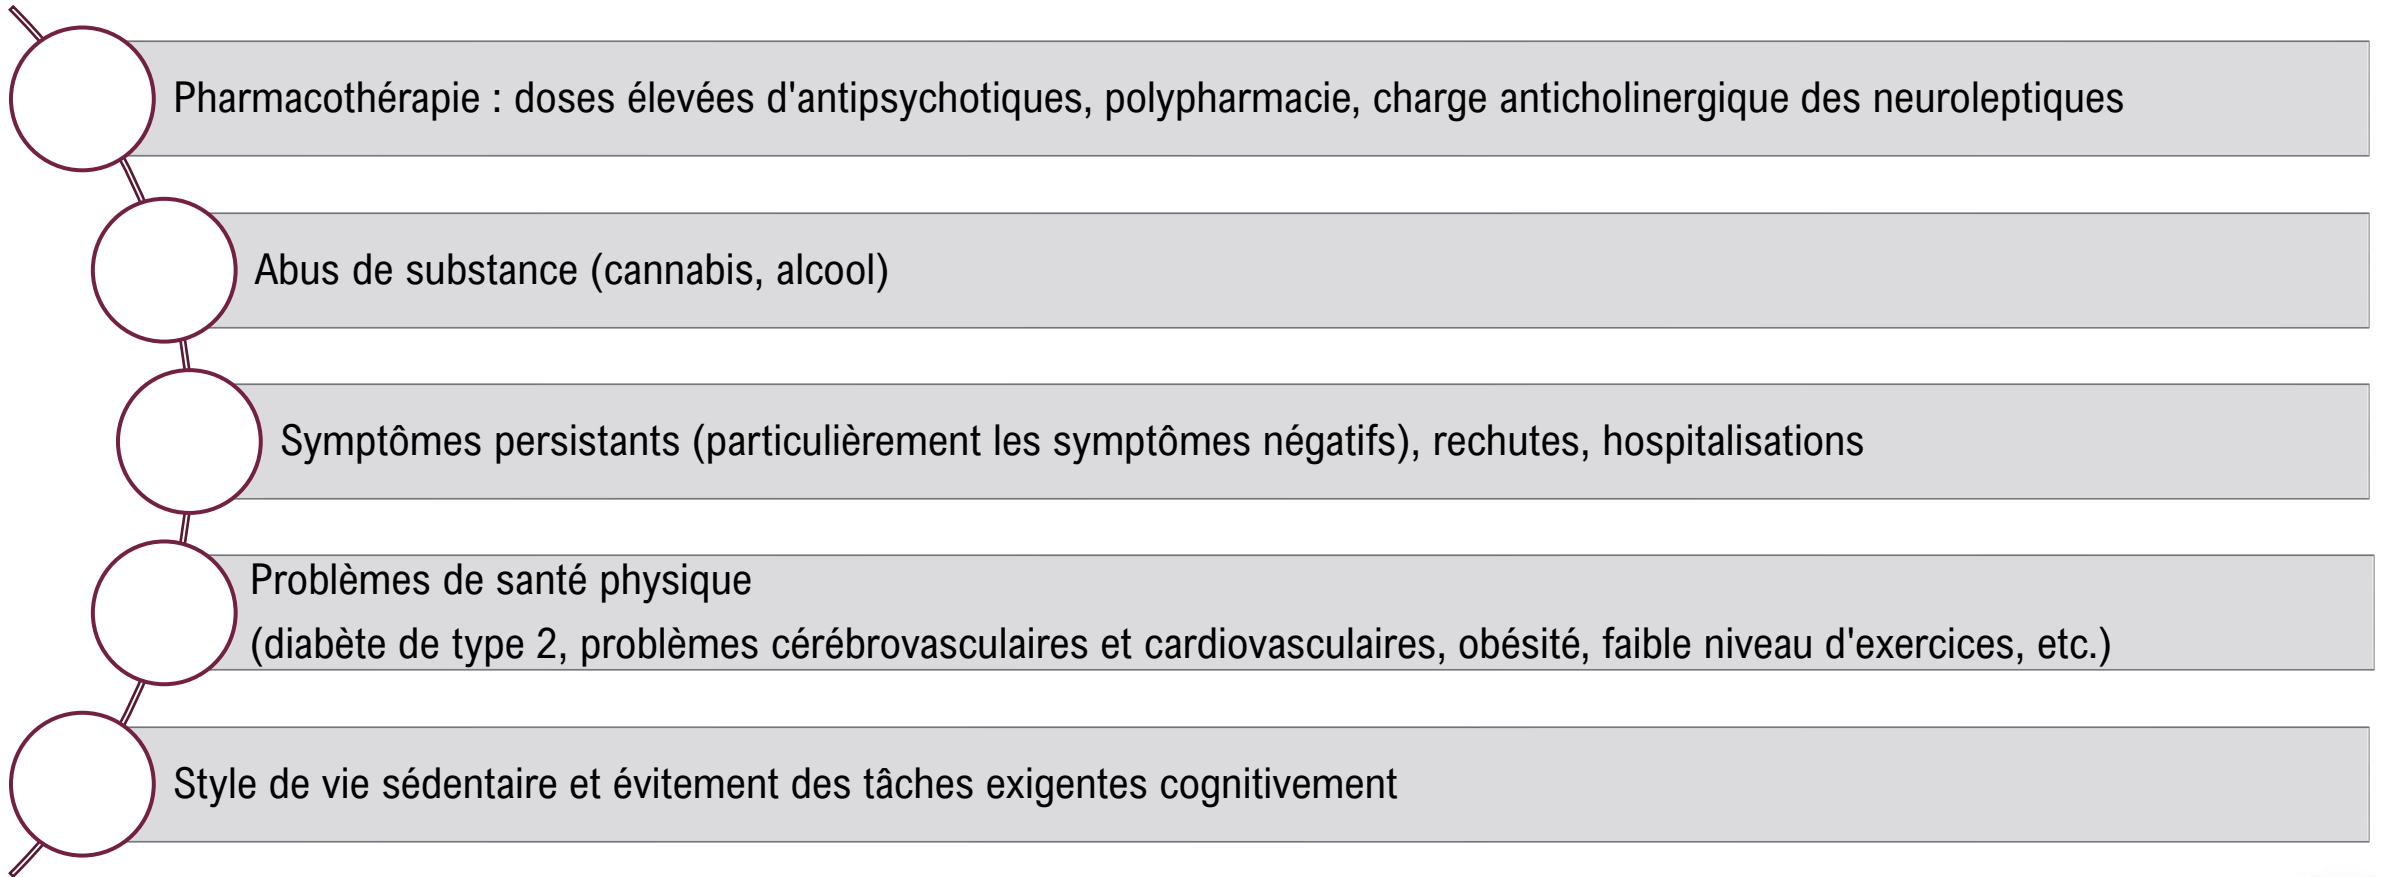 Pharmacothérapie : doses élevées d'antipsychotiques, polypharmacie, charge anticholinergique des neuroleptiques
Abus de substance (cannabis, alcool)
Symptômes persistants (particulièrement les symptômes négatifs), rechutes, hospitalisations
Problèmes de santé physique
(diabète de type 2, problèmes cérébrovasculaires et cardiovasculaires, obésité, faible niveau d'exercices, etc.)
Style de vie sédentaire et évitement des tâches exigentes cognitivement